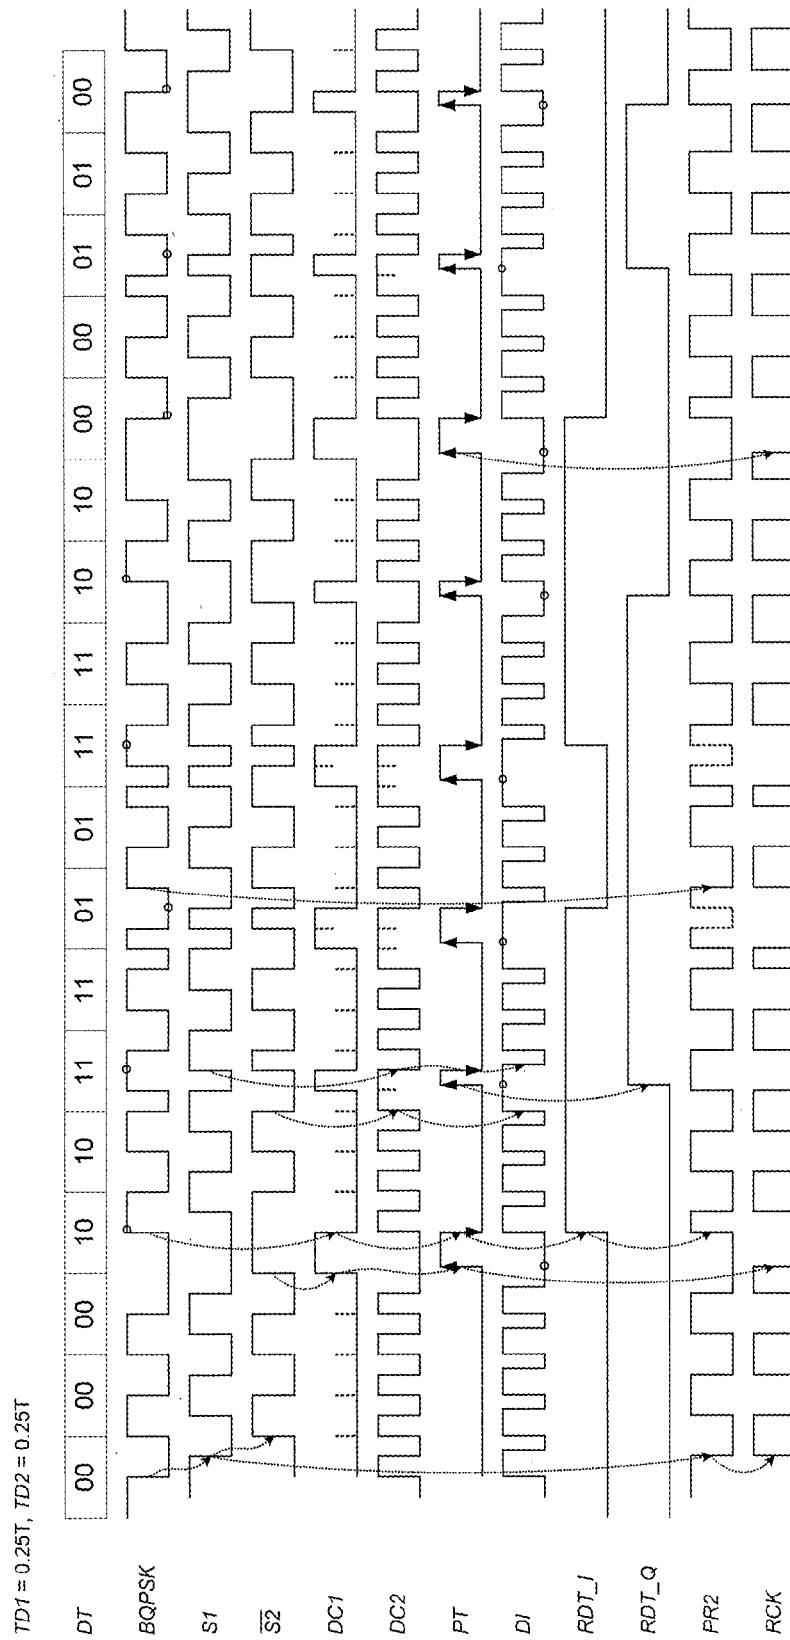 TD1 = 0.25T, TD2 = 0.25T
DT 00 00 00 10 10 11 11 01 01 11 11 10 10 00 00 01 01 00
BQPSK
S1
S̅2̅
DC1
DC2
PT
DI
RDT_I
RDT_Q
PR2
RCK